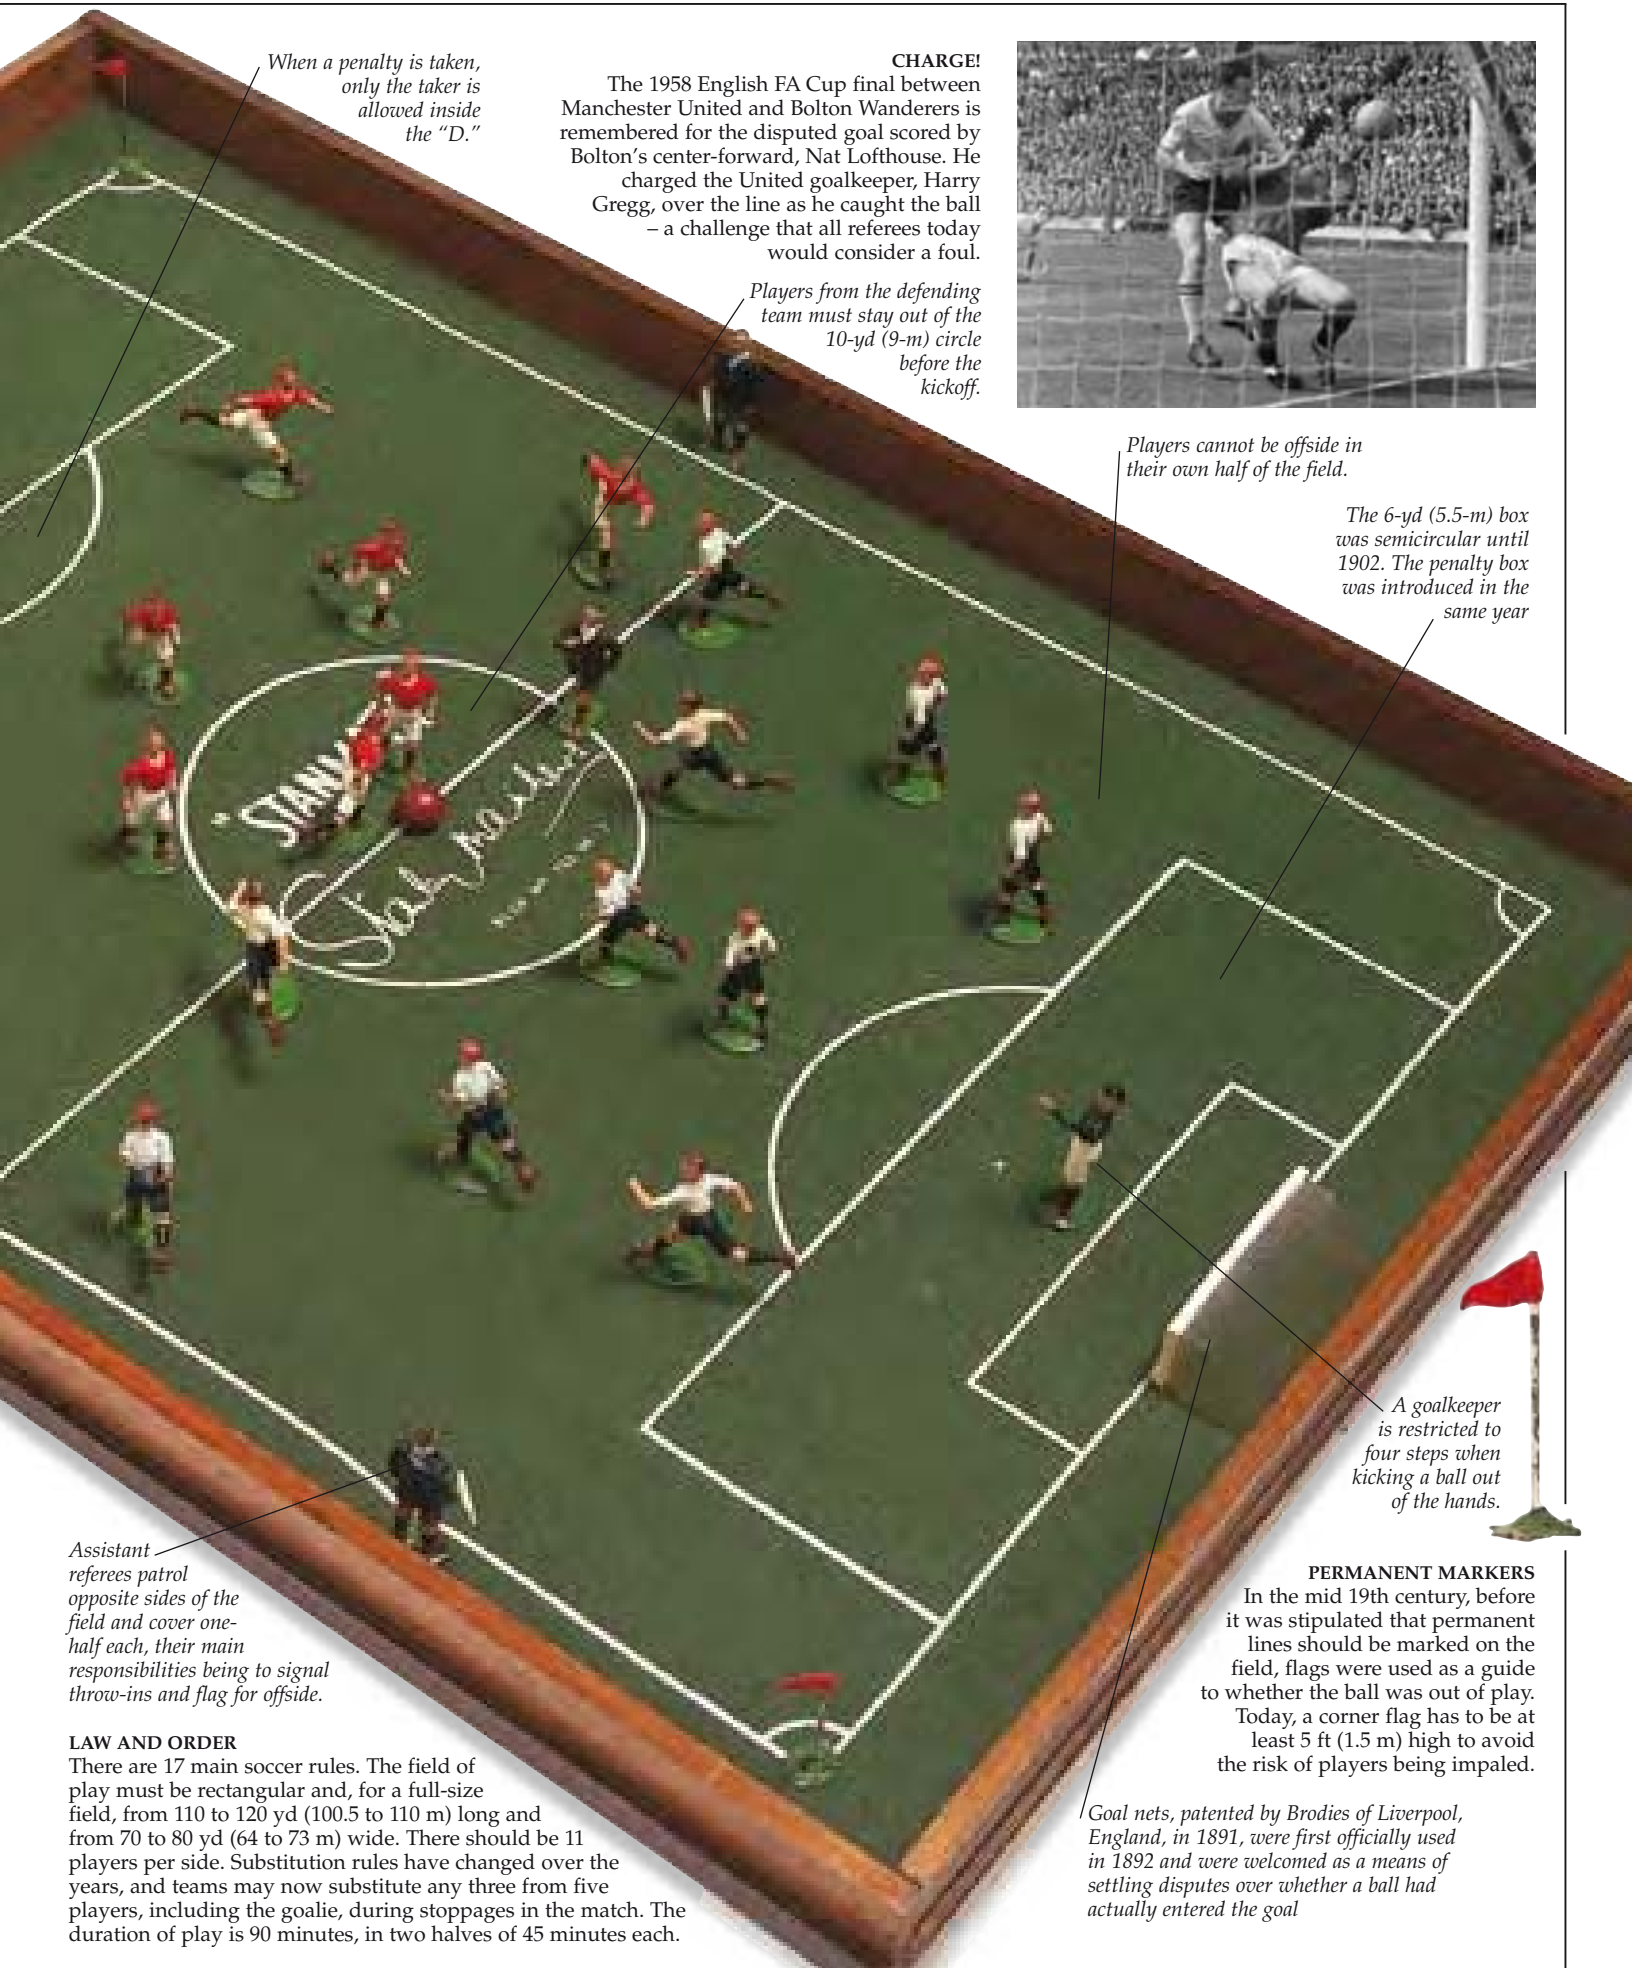 When a penalty is taken,
only the taker is
allowed inside
the “D.”
CHARGE!
The 1958 English FA Cup final between
Manchester United and Bolton Wanderers is
remembered for the disputed goal scored by
Bolton’s center-forward, Nat Lofthouse. He
charged the United goalkeeper, Harry
Gregg, over the line as he caught the ball
– a challenge that all referees today
would consider a foul.
Players from the defending
team must stay out of the
10-yd (9-m) circle
before the
kickoff.
Players cannot be offside in
their own half of the field.
The 6-yd (5.5-m) box
was semicircular until
1902. The penalty box
was introduced in the
same year
A goalkeeper
is restricted to
four steps when
kicking a ball out
of the hands.
Assistant
referees patrol
opposite sides of the
field and cover one-
half each, their main
responsibilities being to signal
throw-ins and flag for offside.
PERMANENT MARKERS
In the mid 19th century, before
it was stipulated that permanent
lines should be marked on the
field, flags were used as a guide
to whether the ball was out of play.
Today, a corner flag has to be at
least 5 ft (1.5 m) high to avoid
the risk of players being impaled.
LAW AND ORDER
There are 17 main soccer rules. The field of
play must be rectangular and, for a full-size
field, from 110 to 120 yd (100.5 to 110 m) long and
from 70 to 80 yd (64 to 73 m) wide. There should be 11
players per side. Substitution rules have changed over the
years, and teams may now substitute any three from five
players, including the goalie, during stoppages in the match. The
duration of play is 90 minutes, in two halves of 45 minutes each.
Goal nets, patented by Brodies of Liverpool,
England, in 1891, were first officially used
in 1892 and were welcomed as a means of
settling disputes over whether a ball had
actually entered the goal